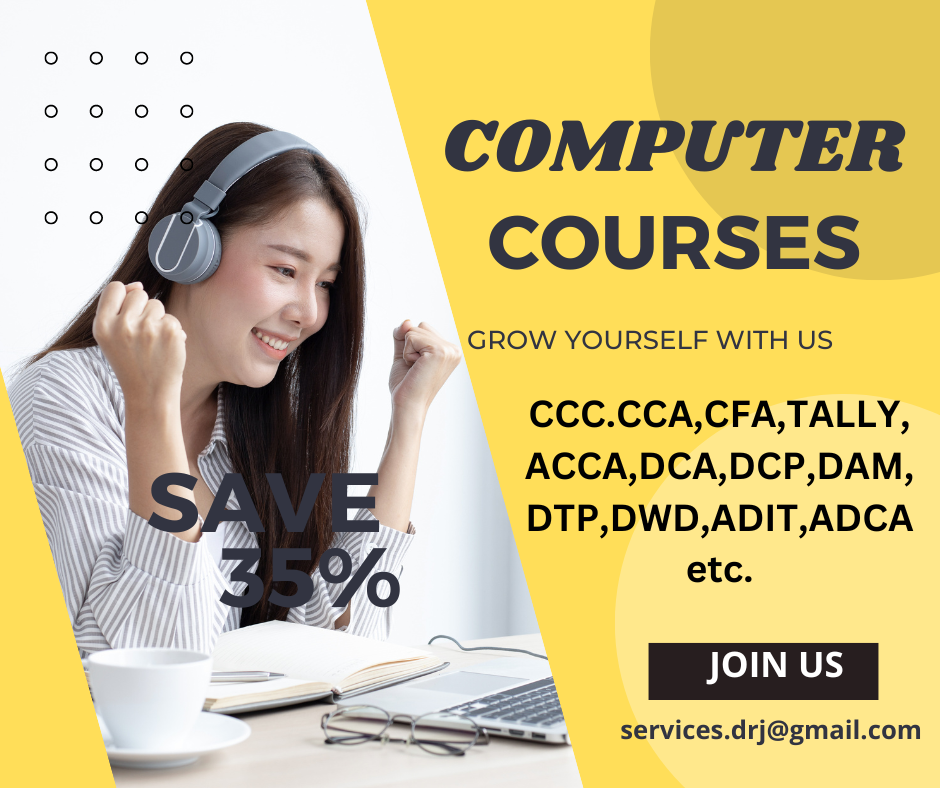 COMPUTER
COURSES
GROW YOURSELF WITH US
CCC.CCA,CFA,TALLY,
ACCA,DCA,DCP,DAM,
DTP,DWD,ADIT,ADCA
etc.
SAVE
35%
JOIN US
services.drj@gmail.com